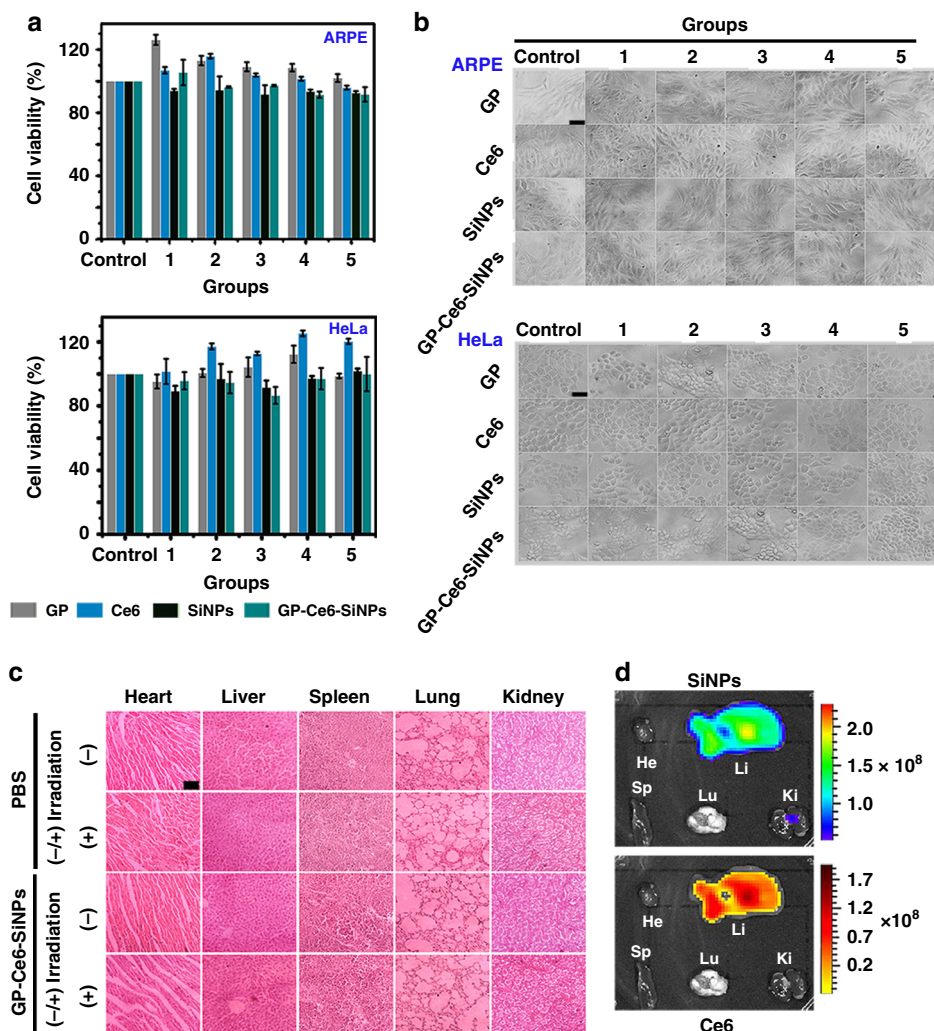 a
ARPE
Cell viability (%)
120
80
40
0
Control 1 2 3 4 5
Groups
HeLa
Cell viability (%)
120
80
40
0
Control 1 2 3 4 5
Groups
GP Ce6 SiNPs GP-Ce6-SiNPs
b
Groups
Control 1 2 3 4 5
ARPE
GP
Ce6
SiNPs
GP-Ce6-SiNPs
Control 1 2 3 4 5
HeLa
GP
Ce6
SiNPs
GP-Ce6-SiNPs
c
Heart Liver Spleen Lung Kidney
PBS
(−/+) Irradiation
(−)
(+)
GP-Ce6-SiNPs
(−/+) Irradiation
(−)
(+)
d
SiNPs
He Li
Sp Lu Ki
2.0
1.5 × 10⁸
1.0
He Li
Sp Lu Ki
1.7
1.2
×10⁸
0.7
0.2
Ce6